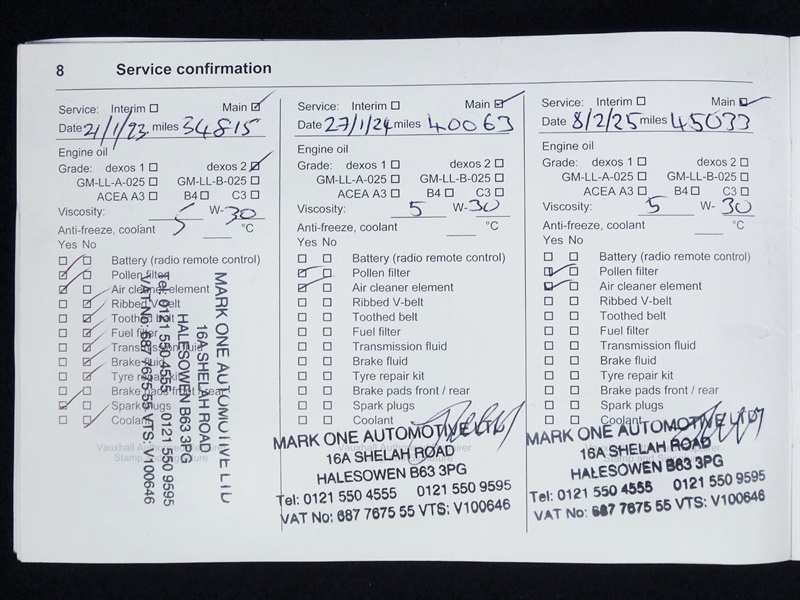 8 Service confirmation
Service: Interim Main
Date 21/1/23 miles 34815
Engine oil
Grade: dexos 1 dexos 2
GM-LL-A-025 GM-LL-B-025
ACEA A3 B4 C3
Viscosity: 5 W-30
Anti-freeze, coolant °C
Yes No
Battery (radio remote control)
Pollen filter
Air cleaner element
Ribbed V-belt
Toothed belt
Fuel filter
Transmission fluid
Brake fluid
Tyre repair kit
Brake pads front / rear
Spark plugs
Coolant
MARK ONE AUTOMOTIVE LTD
16A SHELAH ROAD
HALESOWEN B63 3PG
Tel: 0121 550 4555 0121 550 9595
VAT No: 687 7675 55 VTS: V100646
Service: Interim Main
Date 27/1/24 miles 40063
Engine oil
Grade: dexos 1 dexos 2
GM-LL-A-025 GM-LL-B-025
ACEA A3 B4 C3
Viscosity: 5 W-30
Anti-freeze, coolant °C
Yes No
Battery (radio remote control)
Pollen filter
Air cleaner element
Ribbed V-belt
Toothed belt
Fuel filter
Transmission fluid
Brake fluid
Tyre repair kit
Brake pads front / rear
Spark plugs
Coolant
MARK ONE AUTOMOTIVE LTD
16A SHELAH ROAD
HALESOWEN B63 3PG
Tel: 0121 550 4555 0121 550 9595
VAT No: 687 7675 55 VTS: V100646
Service: Interim Main
Date 8/2/25 miles 45033
Engine oil
Grade: dexos 1 dexos 2
GM-LL-A-025 GM-LL-B-025
ACEA A3 B4 C3
Viscosity: 5 W-30
Anti-freeze, coolant °C
Yes No
Battery (radio remote control)
Pollen filter
Air cleaner element
Ribbed V-belt
Toothed belt
Fuel filter
Transmission fluid
Brake fluid
Tyre repair kit
Brake pads front / rear
Spark plugs
Coolant
MARK ONE AUTOMOTIVE LTD
16A SHELAH ROAD
HALESOWEN B63 3PG
Tel: 0121 550 4555 0121 550 9595
VAT No: 687 7675 55 VTS: V100646